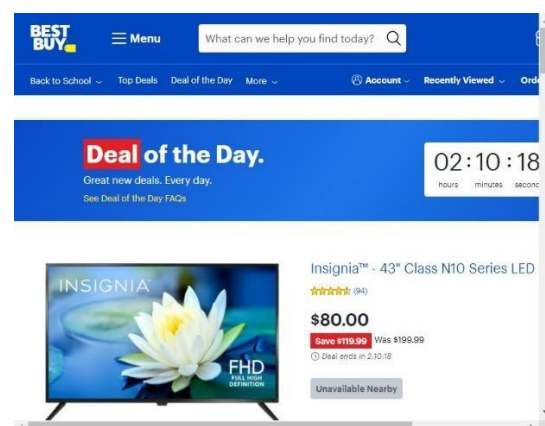 BEST
BUY
Menu
What can we help you find today?
Back to School Top Deals Deal of the Day More Account Recently Viewed
Deal of the Day.
Great new deals. Every day.
See Deal of the Day FAQs
02:10:18
hours minutes
INSIGNIA™
FHD
FULL HIGH
DEFINITION
Insignia™ - 43" Class N10 Series LED
(94)
$80.00
Save $119.99 Was $199.99
Deal ends in 2:10:18
Unavailable Nearby